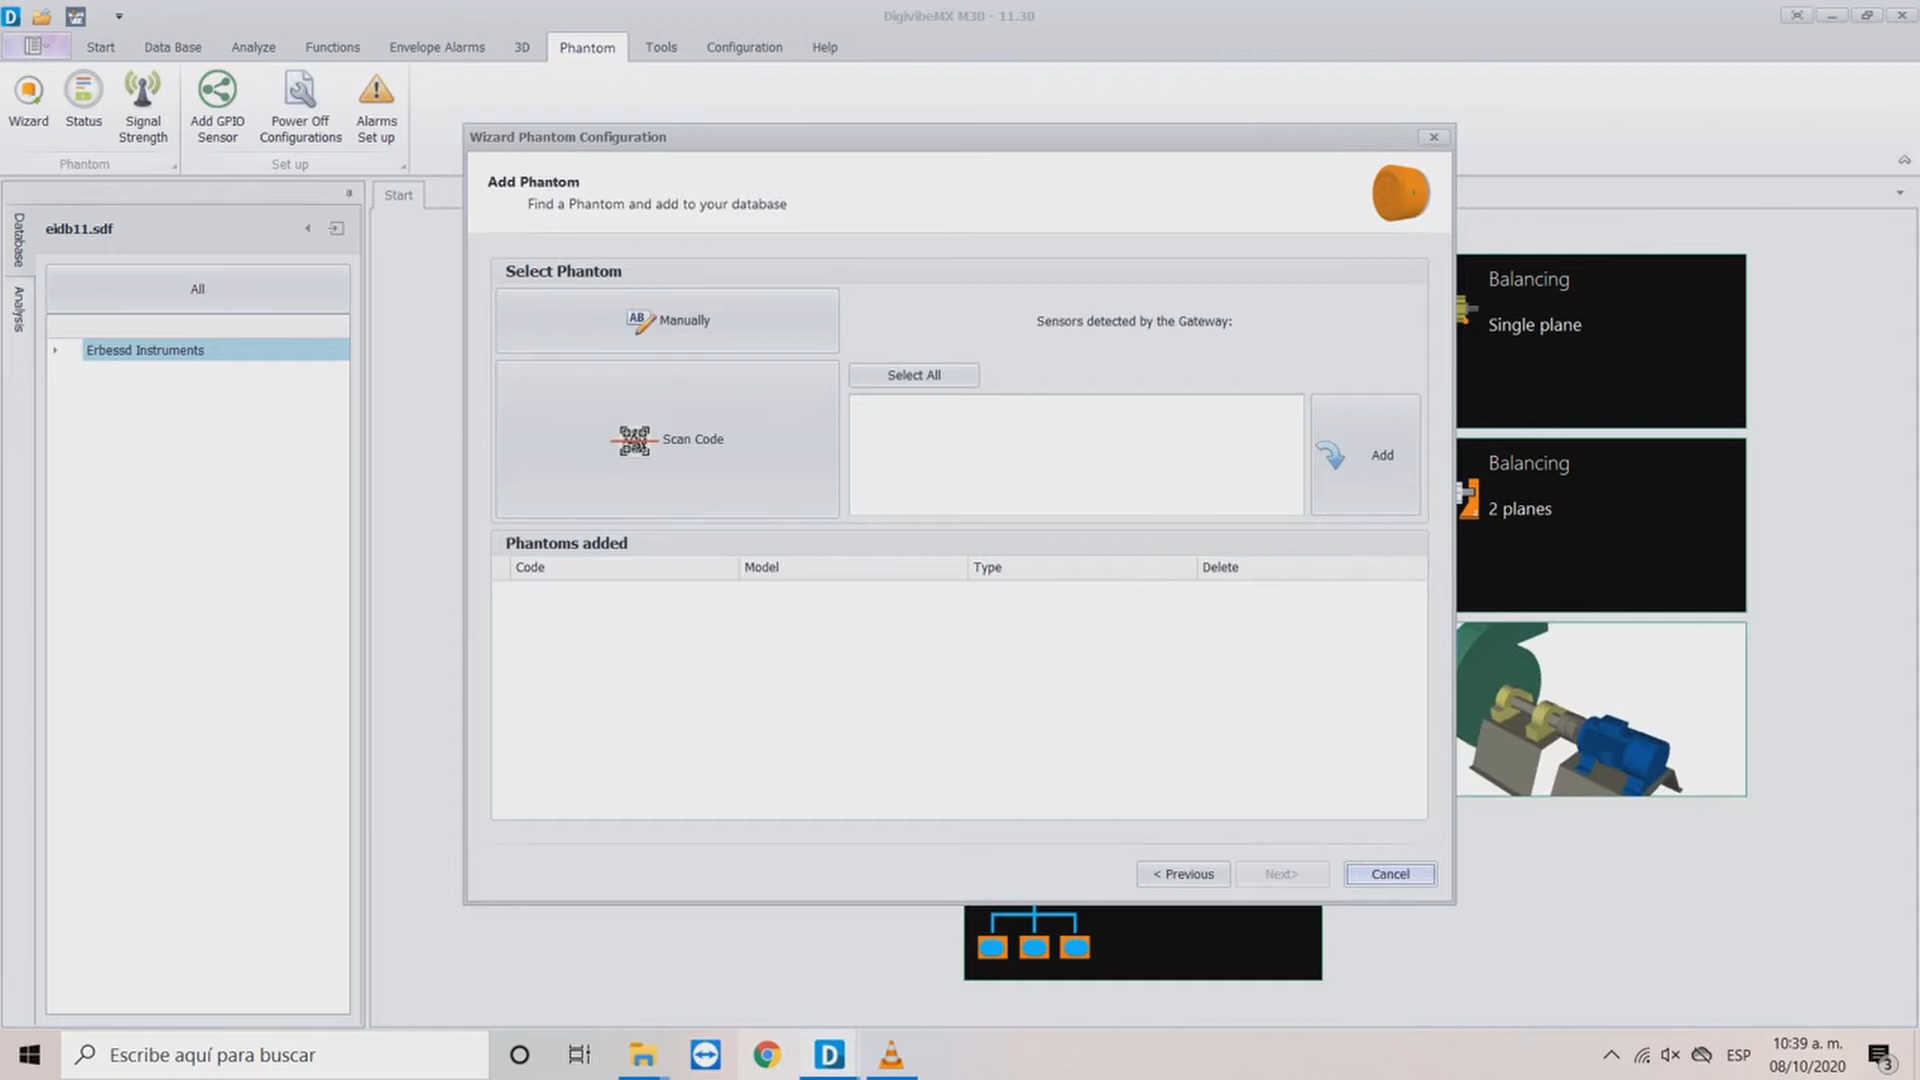 D
DigivibeMX M30 - 11.30
Start
Data Base
Analyze
Functions
Envelope Alarms
3D
Phantom
Tools
Configuration
Help
Wizard
Status
Signal
Strength
Add GPIO
Sensor
Power Off
Configurations
Alarms
Set up
Phantom
Set up
Database
Analysis
eidb11.sdf
All
Erbessd Instruments
Start
Wizard Phantom Configuration
Add Phantom
Find a Phantom and add to your database
Select Phantom
AB Manually
Sensors detected by the Gateway:
Select All
Scan Code
Add
Phantoms added
Code Model Type Delete
< Previous
Next>
Cancel
Balancing
Single plane
Balancing
2 planes
Escribe aquí para buscar
D
ESP
10:39 a. m.
08/10/2020
3